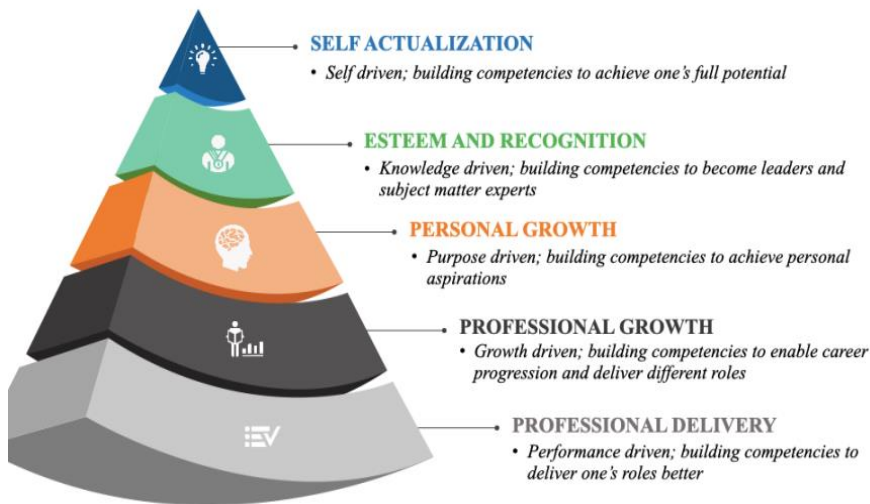 SELF ACTUALIZATION
• Self driven; building competencies to achieve one's full potential
ESTEEM AND RECOGNITION
• Knowledge driven; building competencies to become leaders and
subject matter experts
PERSONAL GROWTH
• Purpose driven; building competencies to achieve personal
aspirations
PROFESSIONAL GROWTH
• Growth driven; building competencies to enable career
progression and deliver different roles
PROFESSIONAL DELIVERY
• Performance driven; building competencies to
deliver one's roles better